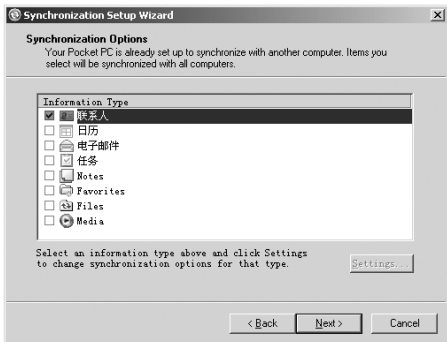 Synchronization Setup Wizard
Synchronization Options
Your Pocket PC is already set up to synchronize with another computer. Items you
select will be synchronized with all computers.
Information Type
联系人
日历
电子邮件
任务
Notes
Favorites
Files
Media
Select an information type above and click Settings
to change synchronization options for that type.
Settings...
< Back
Next >
Cancel